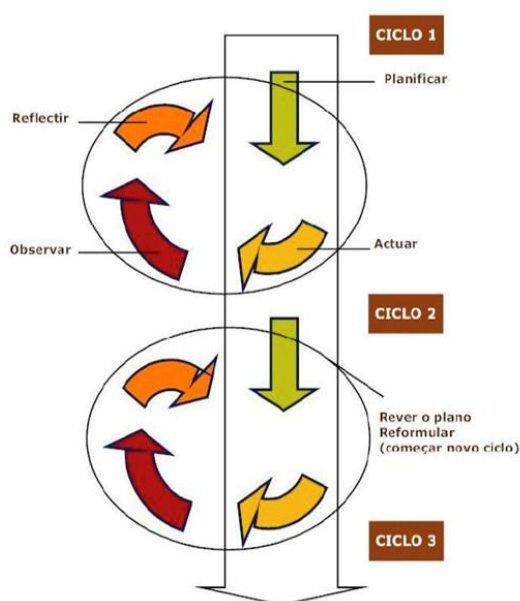 CICLO 1
Planificar
Reflectir
Observar
Actuar
CICLO 2
Rever o plano
Reformular
(começar novo ciclo)
CICLO 3